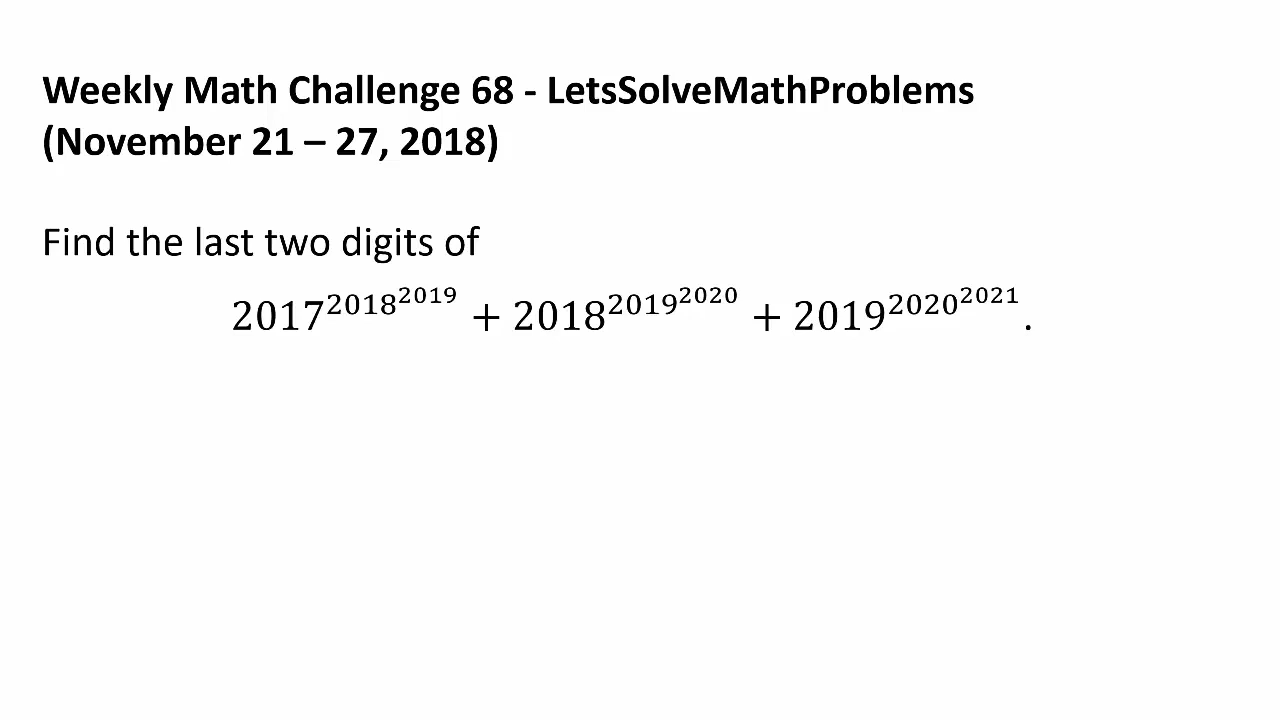 Weekly Math Challenge 68 - LetsSolveMathProblems
(November 21 – 27, 2018)
Find the last two digits of
2017^{2018^{2019}} + 2018^{2019^{2020}} + 2019^{2020^{2021}}.